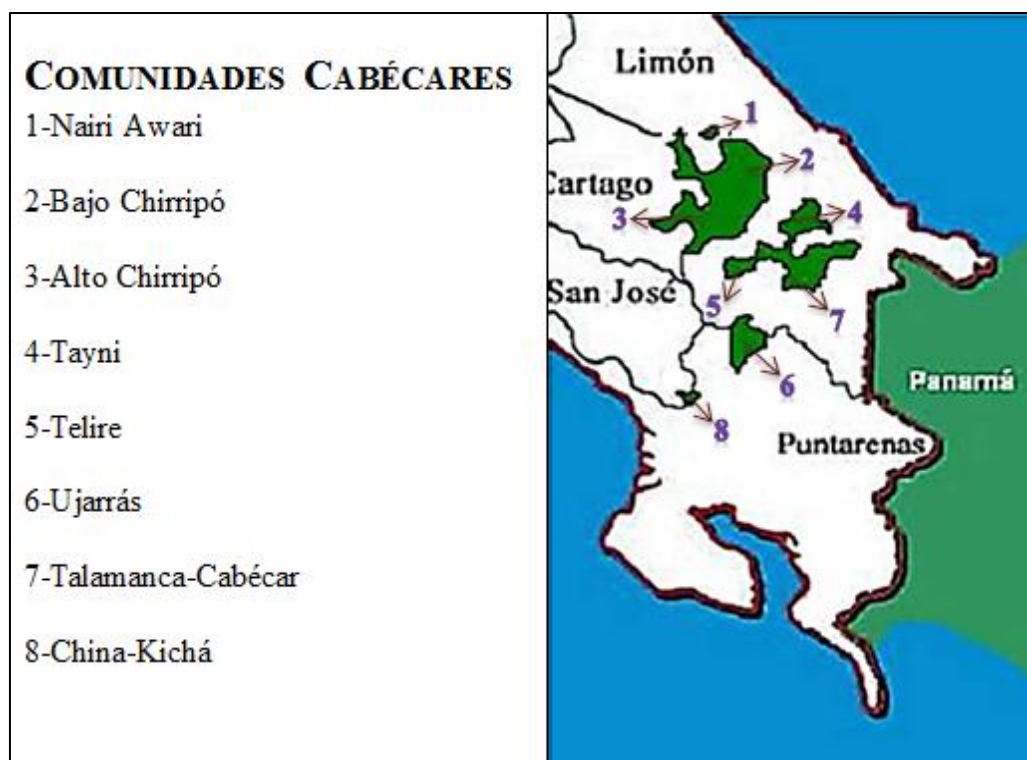 COMUNIDADES CABÉCARES
1-Nairi Awari
2-Bajo Chirripó
3-Alto Chirripó
4-Tayni
5-Telire
6-Ujarrás
7-Talamanca-Cabécar
8-China-Kichá
Limón
1
2
Cartago
3
4
San José
5
7
6
Panamá
8
Puntarenas